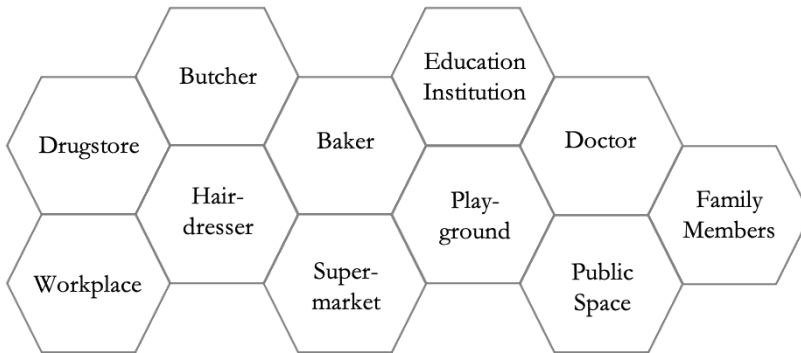 Education
Institution
Butcher
Drugstore
Baker
Doctor
Hair-
dresser
Play-
ground
Family
Members
Workplace
Super-
market
Public
Space